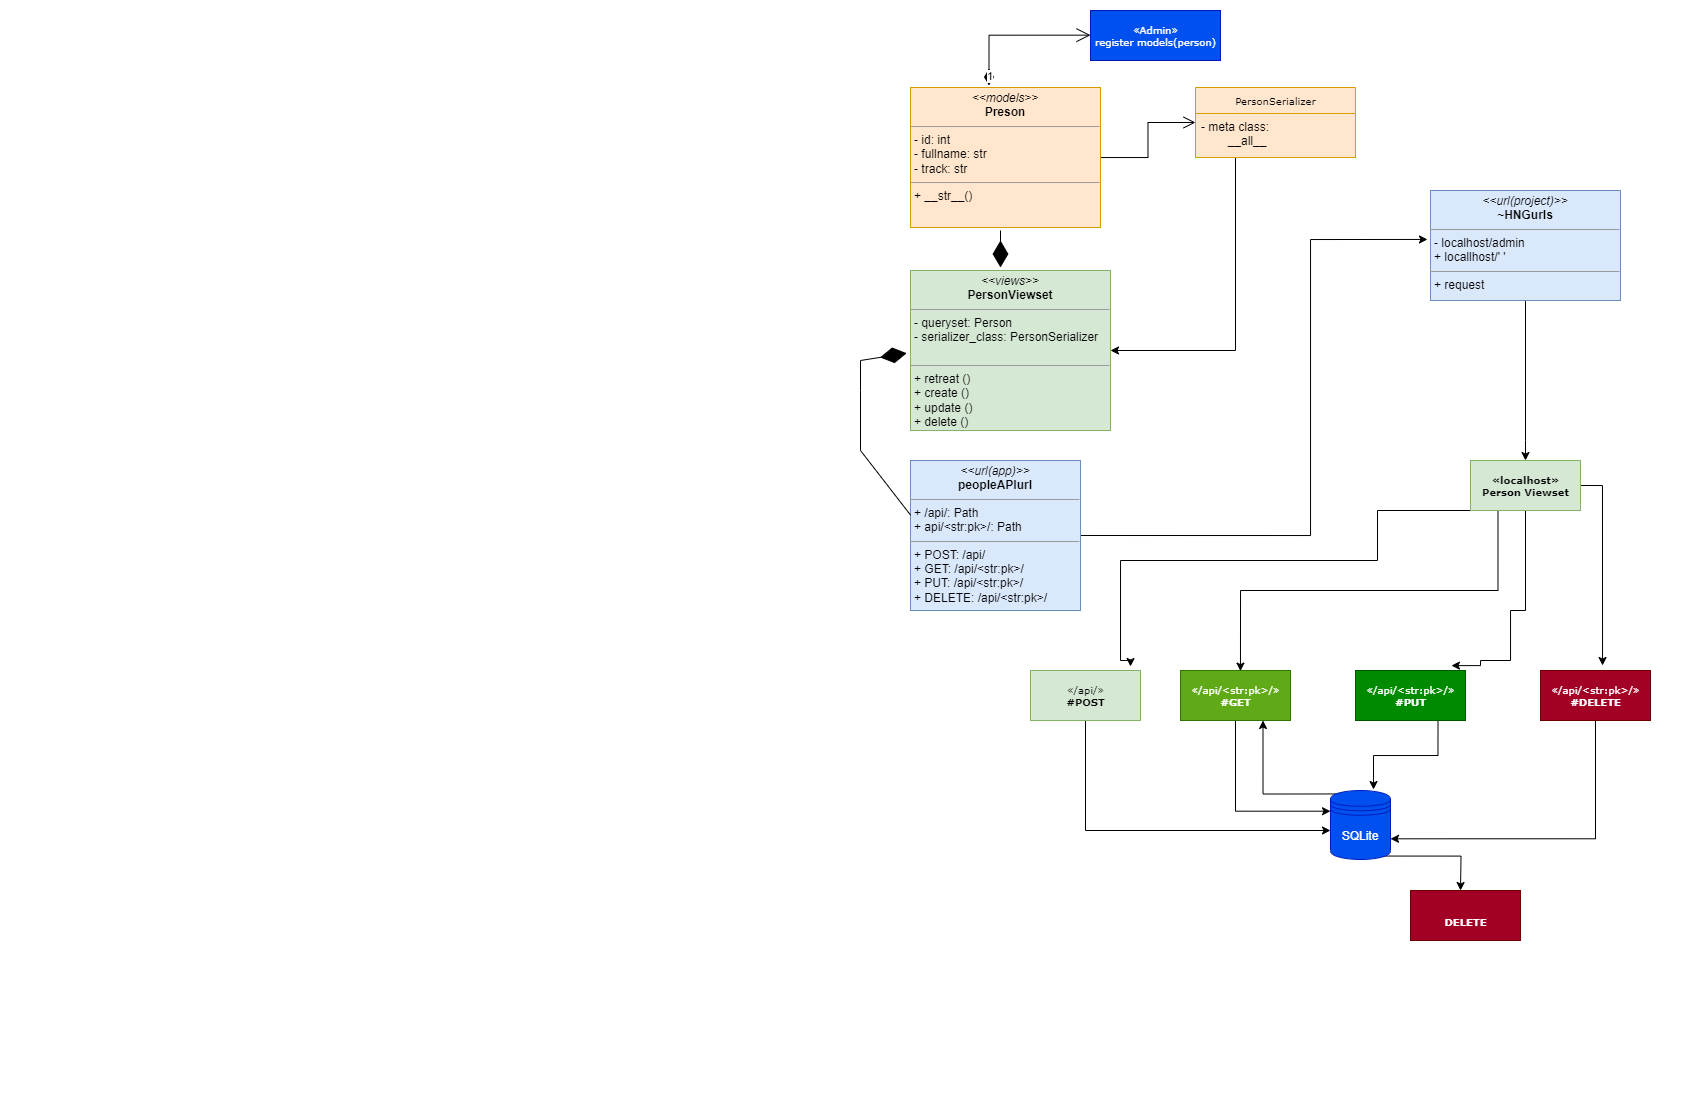 «Admin»
register models(person)
1
<<models>>
Preson
- id: int
- fullname: str
- track: str
+ __str__()
PersonSerializer
- meta class:
__all__
<<url(project)>>
~HNGurls
- localhost/admin
+ locallhost/' '
+ request
<<views>>
PersonViewset
- queryset: Person
- serializer_class: PersonSerializer
+ retreat ()
+ create ()
+ update ()
+ delete ()
<<url(app)>>
peopleAPIurl
+ /api/: Path
+ api/<str:pk>/: Path
+ POST: /api/
+ GET: /api/<str:pk>/
+ PUT: /api/<str:pk>/
+ DELETE: /api/<str:pk>/
«localhost»
Person Viewset
«/api/»
#POST
«/api/<str:pk>/»
#GET
«/api/<str:pk>/»
#PUT
«/api/<str:pk>/»
#DELETE
SQLite
DELETE